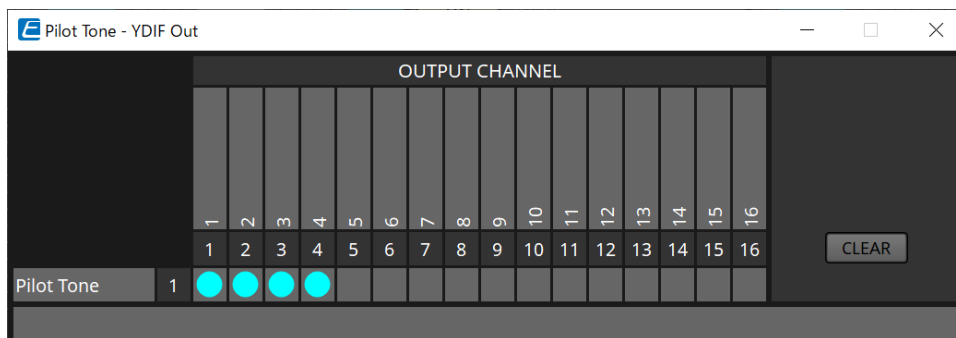 Pilot Tone - YDIF Out
OUTPUT CHANNEL
1 2 3 4 5 6 7 8 9 10 11 12 13 14 15 16
1 2 3 4 5 6 7 8 9 10 11 12 13 14 15 16
CLEAR
Pilot Tone 1